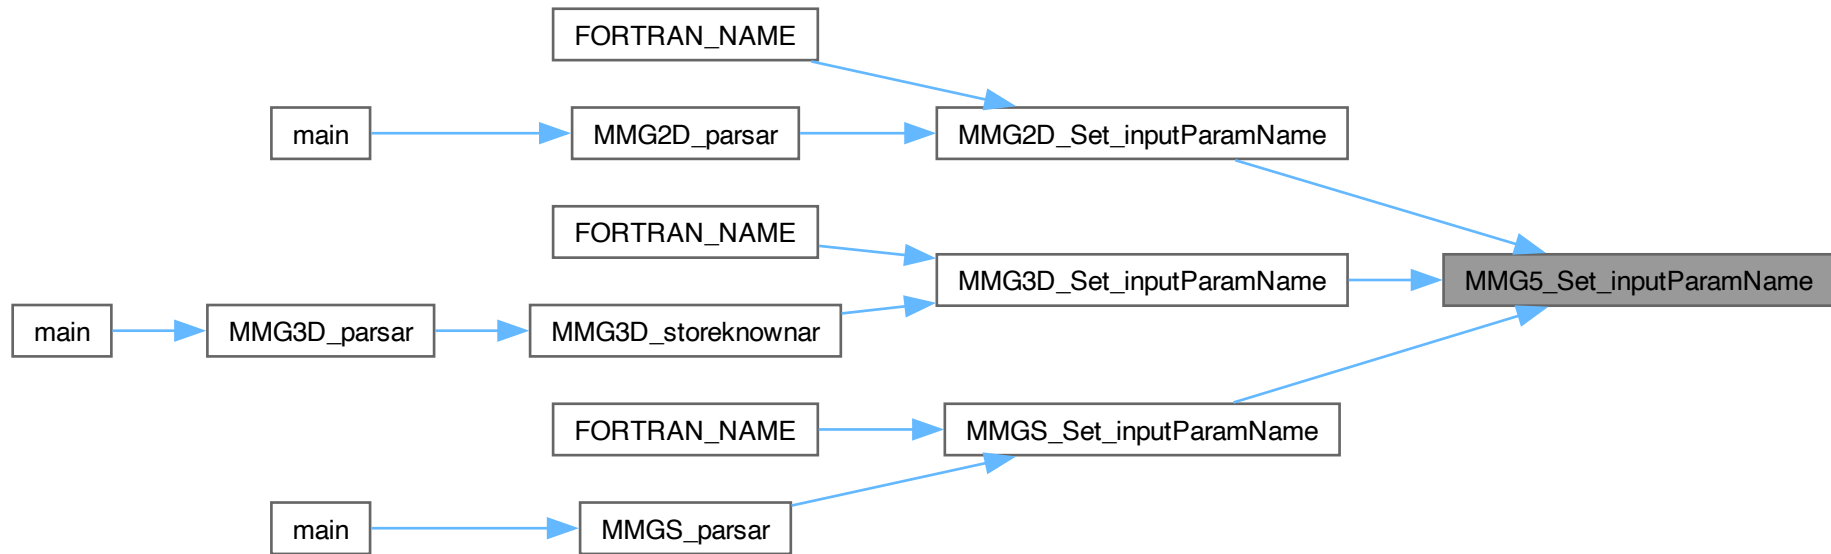 FORTRAN_NAME
main
MMG2D_parsar
MMG2D_Set_inputParamName
FORTRAN_NAME
MMG3D_Set_inputParamName
MMG5_Set_inputParamName
main
MMG3D_parsar
MMG3D_storeknownar
FORTRAN_NAME
MMGS_Set_inputParamName
main
MMGS_parsar